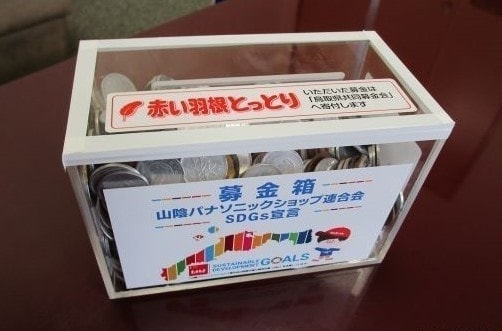 赤い羽根とっとり
いただいた募金は
「鳥取県共同募金会」
へ寄付します
募金箱
山陰パナソニックショップ連合会
SDGs宣言
SUSTAINABLE
DEVELOPMENT
GOALS